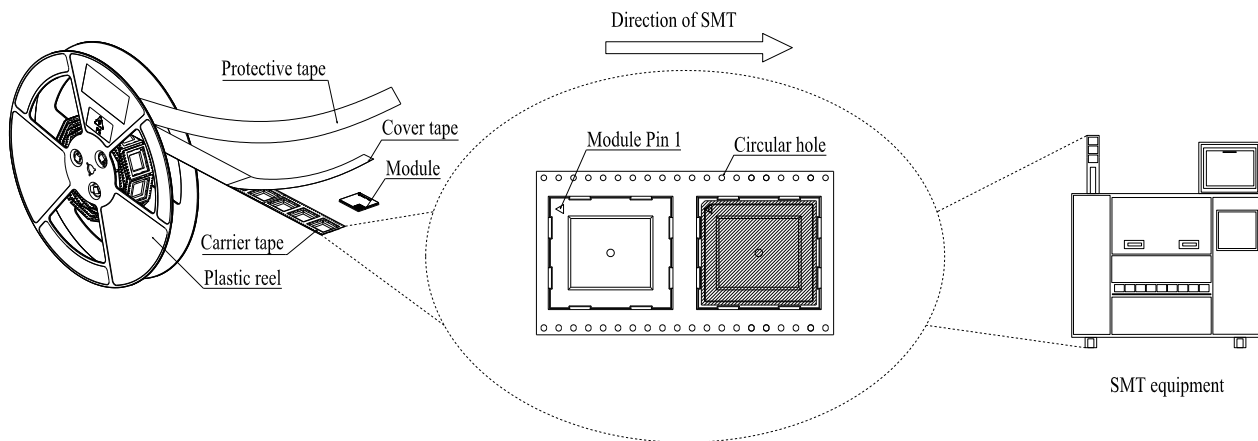 Direction of SMT
Protective tape
Cover tape
Module
Carrier tape
Plastic reel
Module Pin 1
Circular hole
SMT equipment